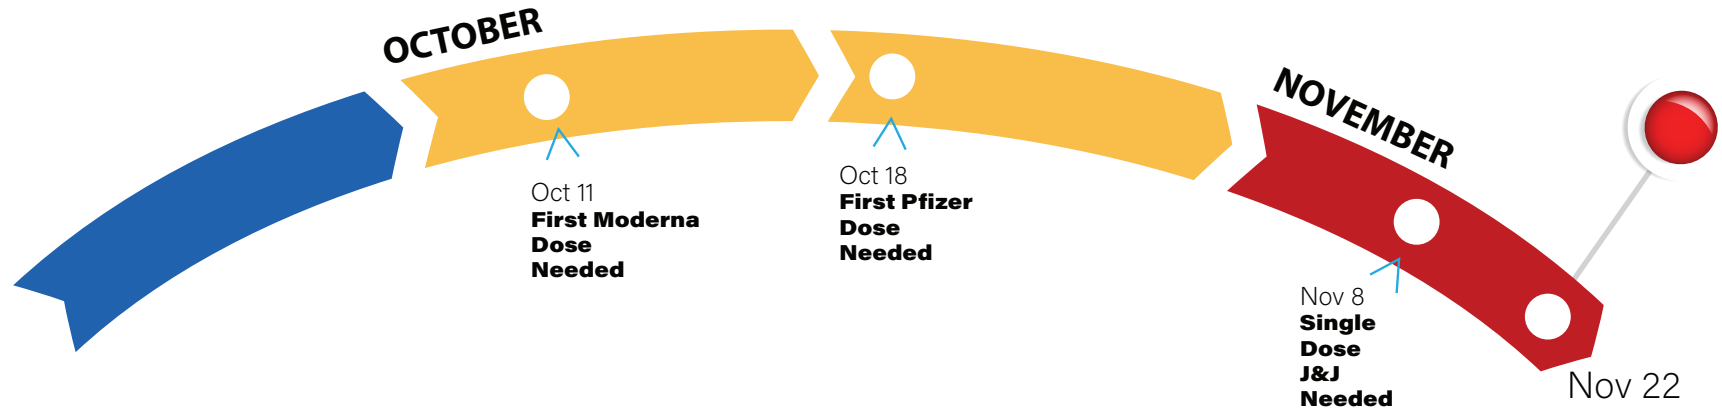 OCTOBER
NOVEMBER
Oct 11
First Moderna
Dose
Needed
Oct 18
First Pfizer
Dose
Needed
Nov 8
Single
Dose
J&J
Needed
Nov 22